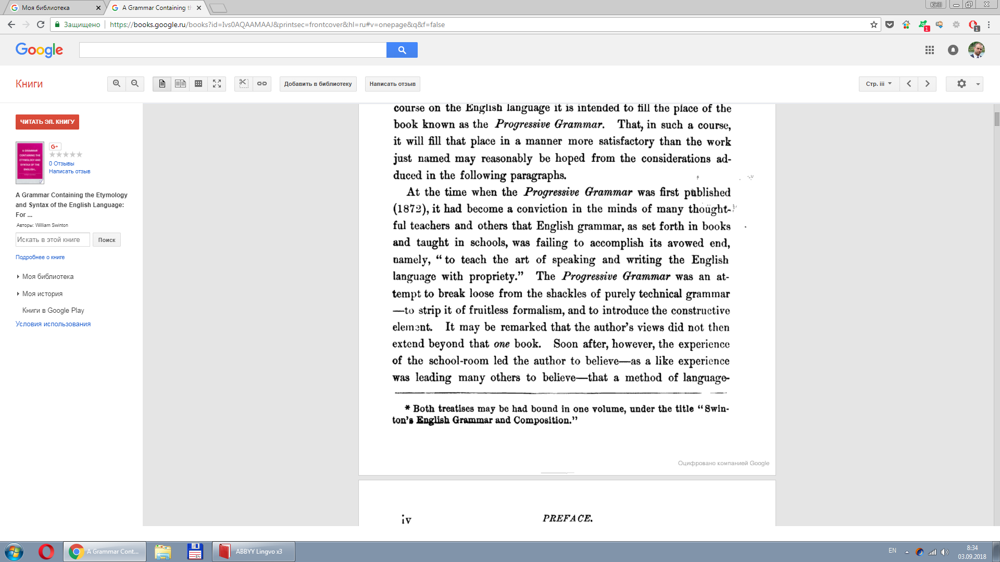 Моя библиотека
A Grammar Containing th
Kirill
Защищено
https://books.google.ru/books?id=Ivs0AQAAMAAJ&printsec=frontcover&hl=ru#v=onepage&q&f=false
1
1
Google
Книги
Добавить в библиотеку
Написать отзыв
Стр. iii
ЧИТАТЬ ЭЛ. КНИГУ
A GRAMMAR
CONTAINING THE
ETYMOLOGY AND
SYNTAX OF THE
ENGLISH...
G+
0 Отзывы
Написать отзыв
A Grammar Containing the Etymology
and Syntax of the English Language:
For ...
Авторы: William Swinton
Искать в этой книге
Поиск
Подробнее о книге
Моя библиотека
Моя история
Книги в Google Play
Условия использования
course on the English language it is intended to fill the place of the
book known as the Progressive Grammar. That, in such a course,
it will fill that place in a manner more satisfactory than the work
just named may reasonably be hoped from the considerations ad-
duced in the following paragraphs.
At the time when the Progressive Grammar was first published
(1872), it had become a conviction in the minds of many thought-
ful teachers and others that English grammar, as set forth in books
and taught in schools, was failing to accomplish its avowed end,
namely, “to teach the art of speaking and writing the English
language with propriety.” The Progressive Grammar was an at-
tempt to break loose from the shackles of purely technical grammar
—to strip it of fruitless formalism, and to introduce the constructive
element. It may be remarked that the author's views did not then
extend beyond that one book. Soon after, however, the experience
of the school-room led the author to believe—as a like experience
was leading many others to believe—that a method of language-
* Both treatises may be had bound in one volume, under the title “Swin-
ton's English Grammar and Composition.”
Оцифровано компанией Google
iv
PREFACE.
A Grammar Cont...
64
ABBYY Lingvo x3
EN
8:34
03.09.2018